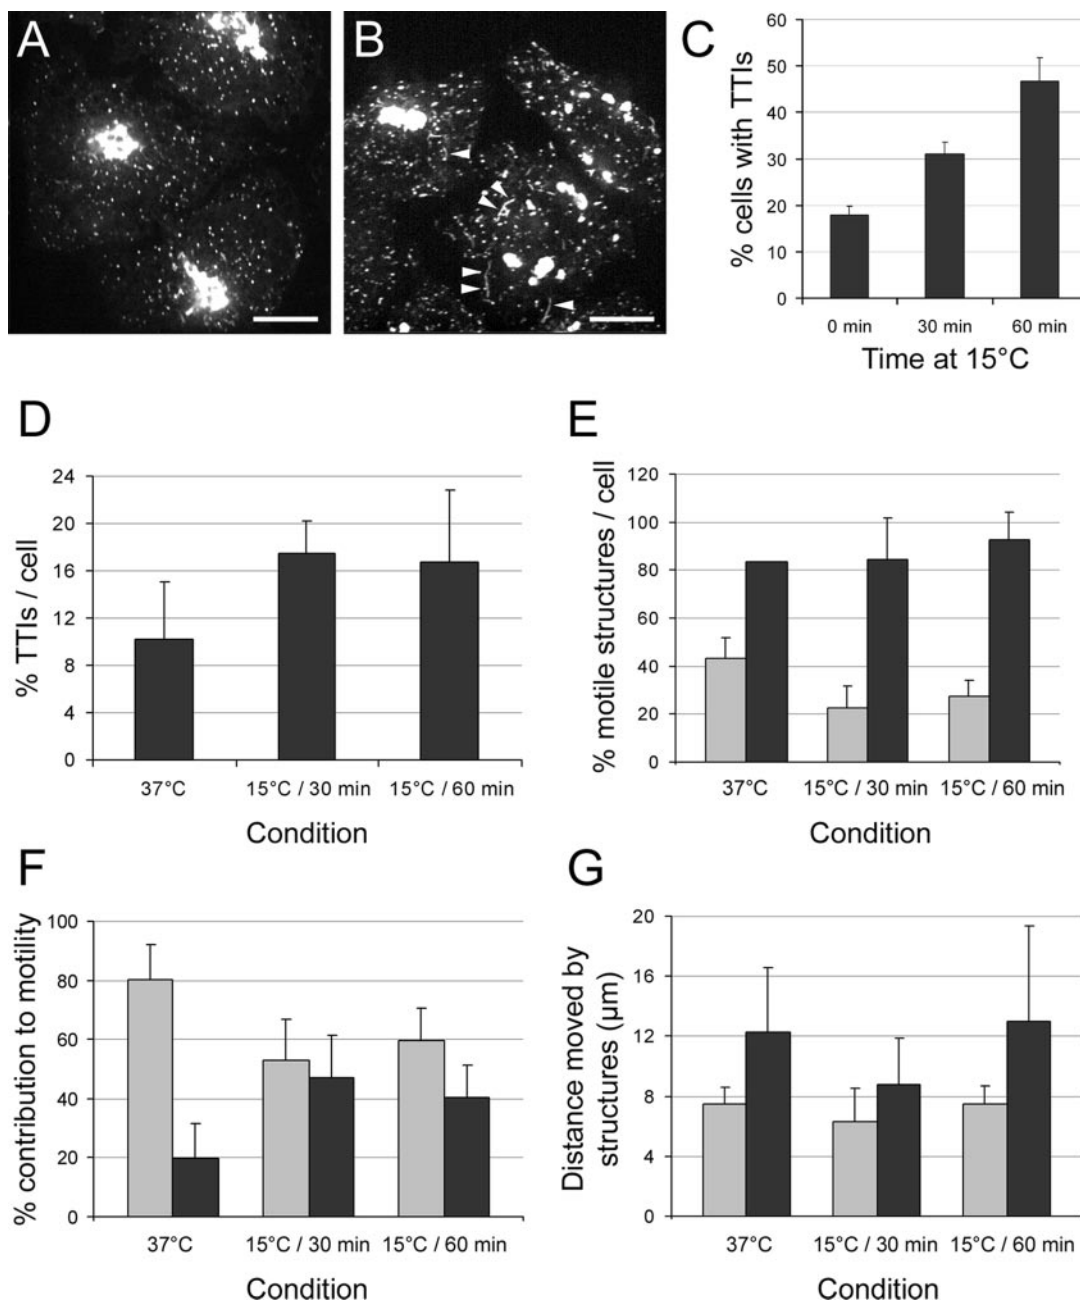 A
B
C
% cells with TTIs
60
50
40
30
20
10
0
0 min 30 min 60 min
Time at 15°C
D
% TTIs / cell
24
20
16
12
8
4
0
37°C 15°C / 30 min 15°C / 60 min
Condition
E
% motile structures / cell
120
100
80
60
40
20
0
37°C 15°C / 30 min 15°C / 60 min
Condition
F
% contribution to motility
100
80
60
40
20
0
37°C 15°C / 30 min 15°C / 60 min
Condition
G
Distance moved by
structures (µm)
20
16
12
8
4
37°C 15°C / 30 min 15°C / 60 min
Condition